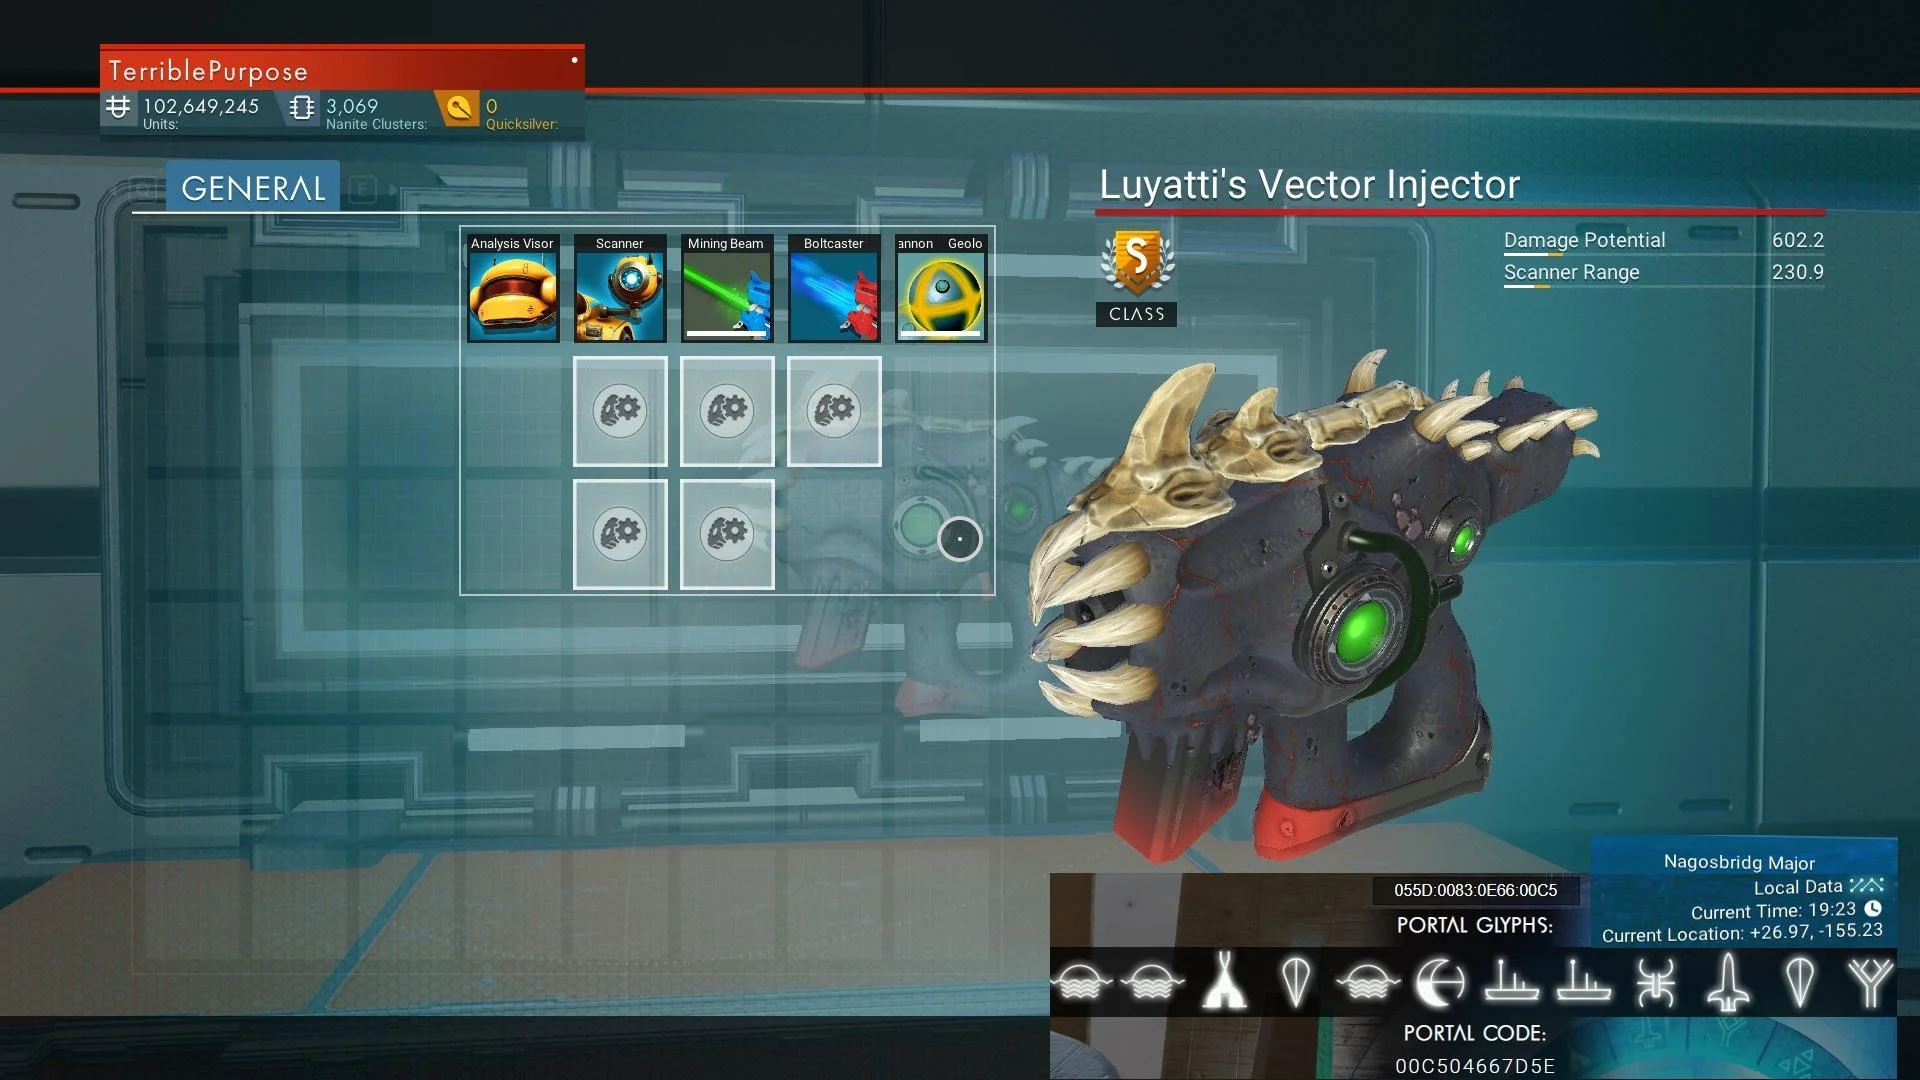 TerriblePurpose
102,649,245
Units:
3,069
Nanite Clusters:
0
Quicksilver:
GENERAL
F
Analysis Visor
Scanner
Mining Beam
Boltcaster
annon Geolo
Luyatti's Vector Injector
S
CLASS
Damage Potential 602.2
Scanner Range 230.9
Nagosbridg Major
Local Data
Current Time: 19:23
Current Location: +26.97, -155.23
055D:0083:0E66:00C5
PORTAL GLYPHS:
PORTAL CODE:
00C504667D5E